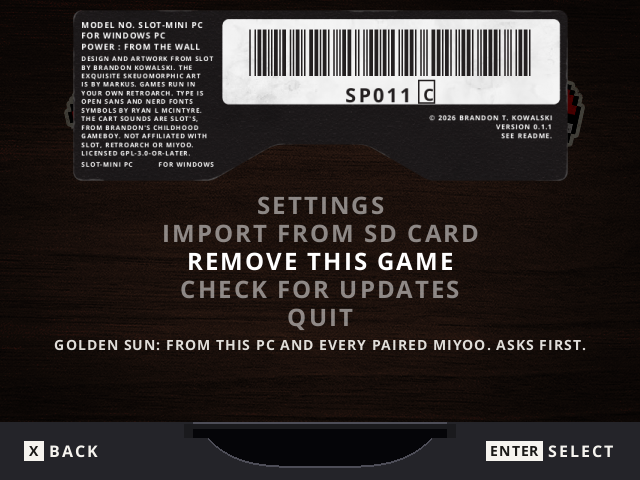 MODEL NO. SLOT-MINI PC
FOR WINDOWS PC
POWER : FROM THE WALL
DESIGN AND ARTWORK FROM SLOT
BY BRANDON KOWALSKI. THE
EXQUISITE SKEUOMORPHIC ART
IS BY MARKUS. GAMES RUN IN
YOUR OWN RETROARCH. TYPE IS
OPEN SANS AND NERD FONTS
SYMBOLS BY RYAN L MCINTYRE.
THE CART SOUNDS ARE SLOT'S,
FROM BRANDON'S CHILDHOOD
GAMEBOY. NOT AFFILIATED WITH
SLOT, RETROARCH OR MIYOO.
LICENSED GPL-3.0-OR-LATER.
SLOT-MINI PC FOR WINDOWS
SP011 C
© 2026 BRANDON T. KOWALSKI
VERSION 0.1.1
SEE README.
SETTINGS
IMPORT FROM SD CARD
REMOVE THIS GAME
CHECK FOR UPDATES
QUIT
GOLDEN SUN: FROM THIS PC AND EVERY PAIRED MIYOO. ASKS FIRST.
X BACK
ENTER SELECT